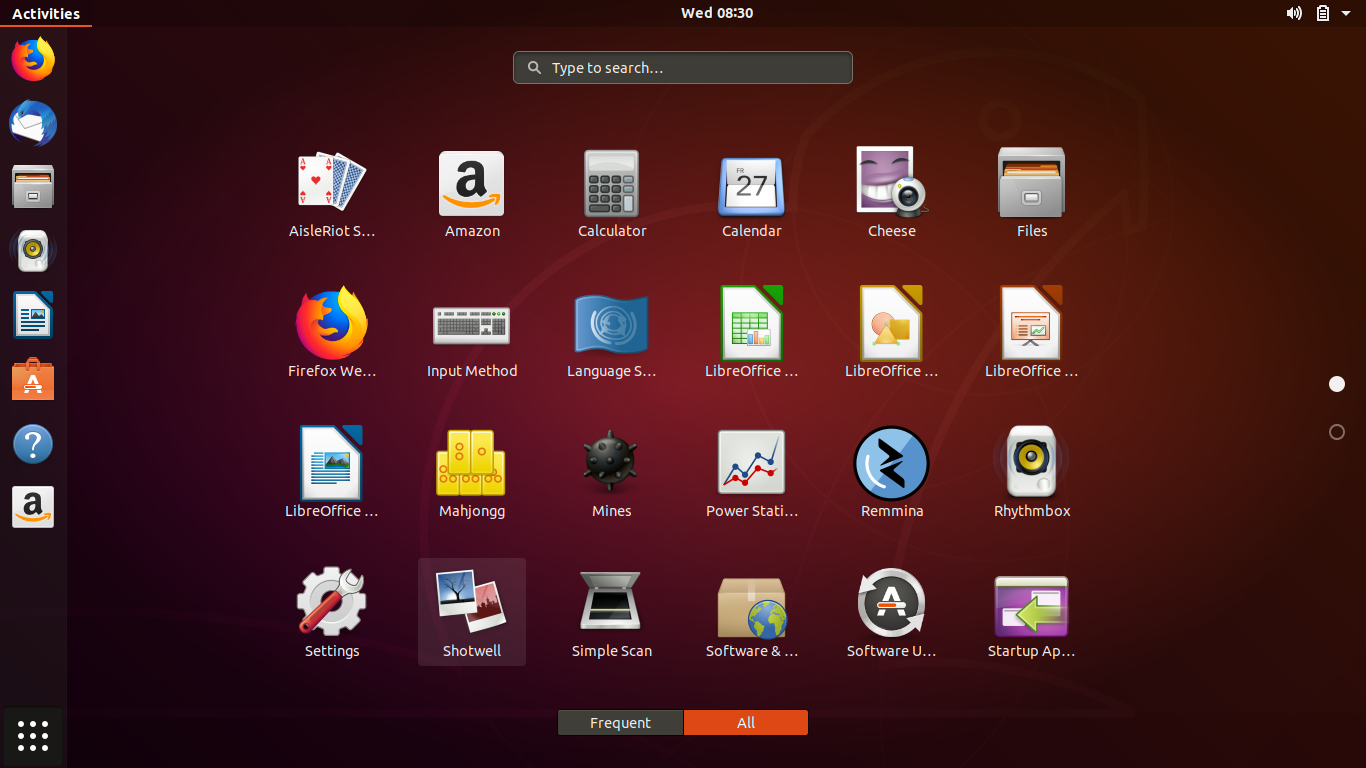 Activities
Wed 08:30
Type to search...
AisleRiot S...
Amazon
Calculator
FR
27
Calendar
Cheese
Files
Firefox We...
Input Method
Language S...
LibreOffice ...
LibreOffice ...
LibreOffice ...
LibreOffice ...
Mahjongg
Mines
Power Stati...
Remmina
Rhythmbox
Settings
Shotwell
Simple Scan
Software & ...
Software U...
Startup Ap...
Frequent
All